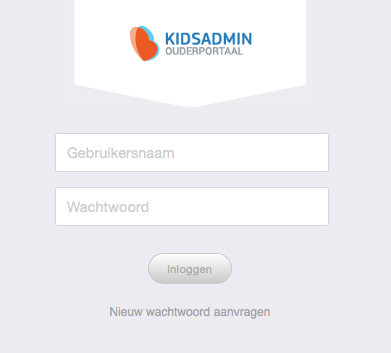 KIDSADMIN
OUDERPORTAAL
Gebruikersnaam
Wachtwoord
Inloggen
Nieuw wachtwoord aanvragen